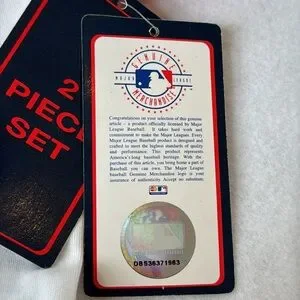 2
PIECE
SET
GENUINE
MAJOR LEAGUE
MERCHANDISE
Congratulations on your selection of this genuine
article – a product officially licensed by Major
League Baseball. It takes hard work and
commitment to make the Major Leagues. Every
Major League Baseball product is designed and
crafted to meet the highest standards of quality
and performance. This product represents
America's long baseball heritage. With the
purchase of this article, you bring home a part of
Baseball you can own. The Major League
Baseball Genuine Merchandise logo is your
assurance of authenticity. Accept no substitute.
DB536371563